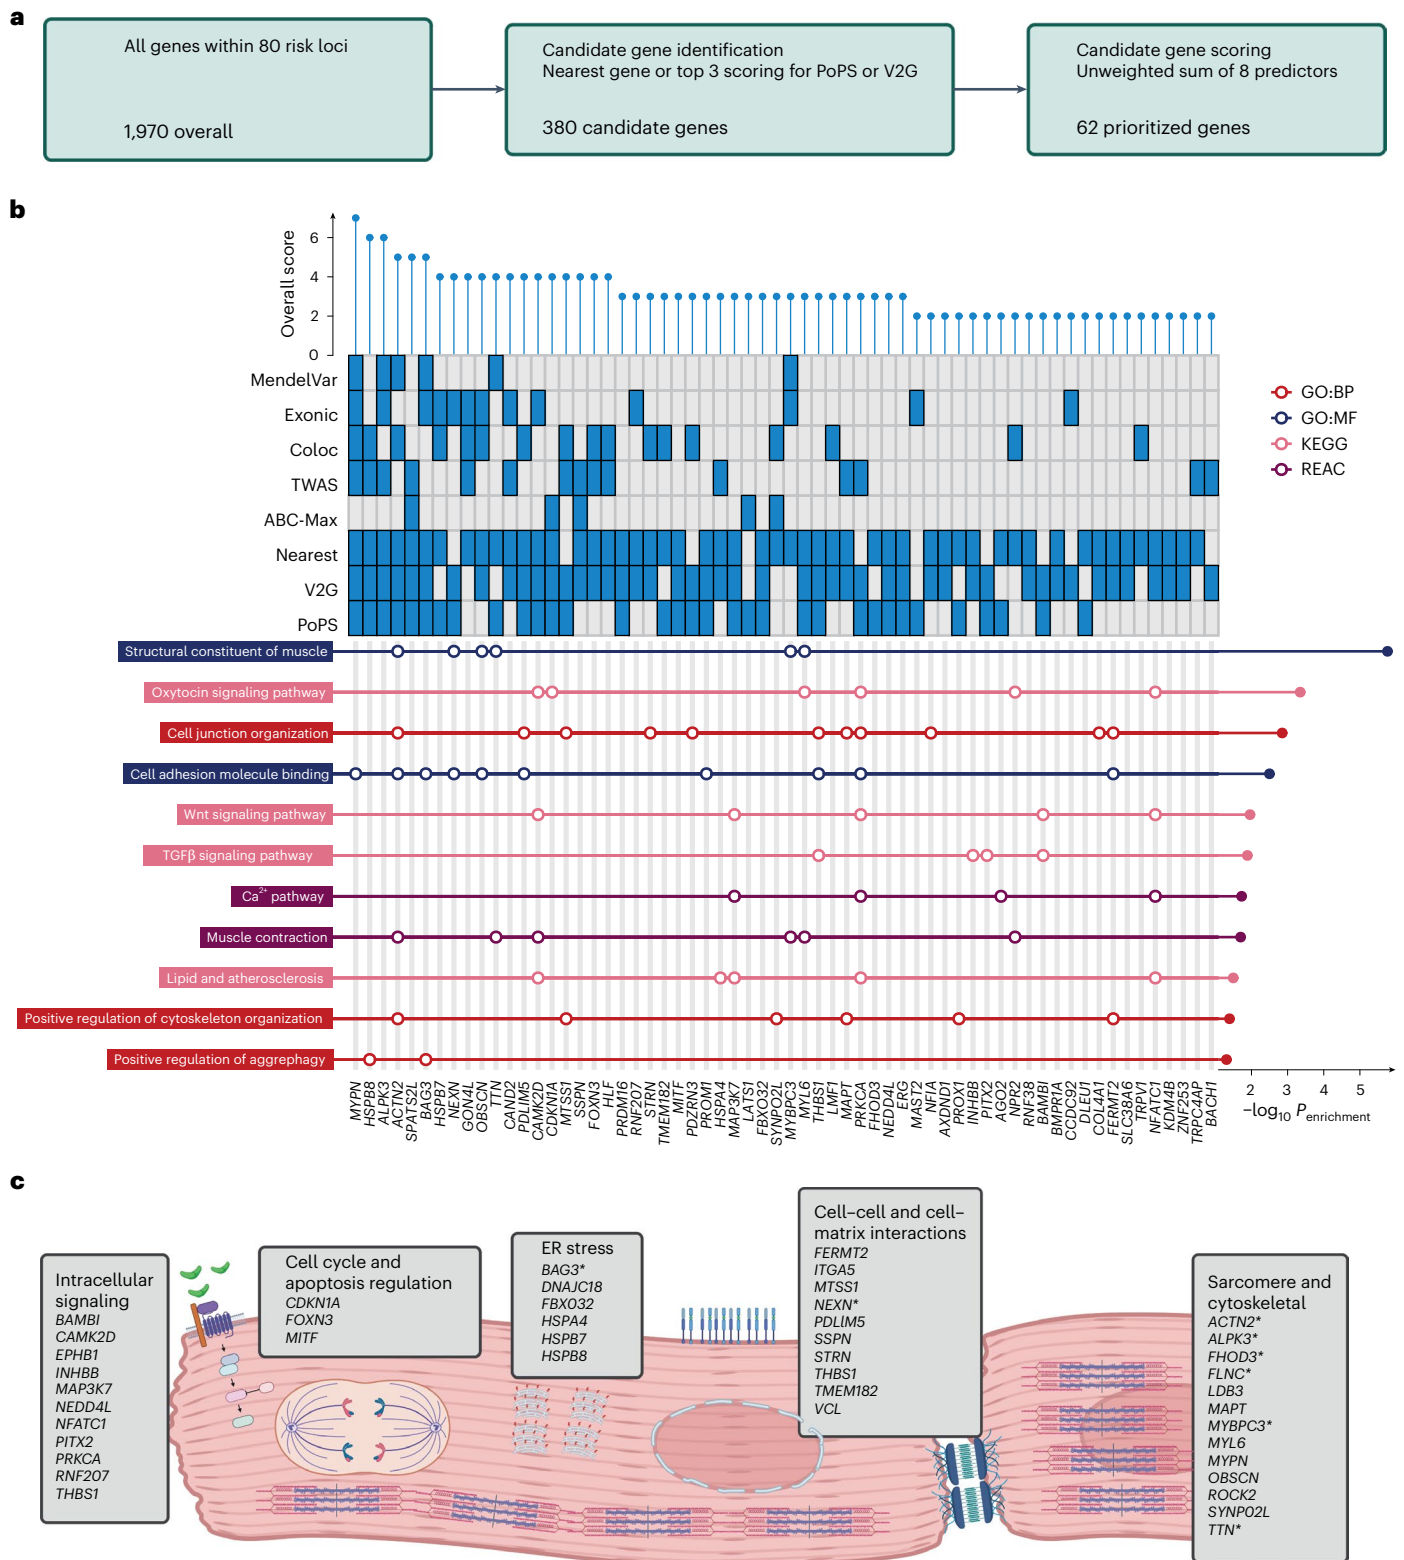 a
All genes within 80 risk loci
1,970 overall
Candidate gene identification
Nearest gene or top 3 scoring for PoPS or V2G
380 candidate genes
Candidate gene scoring
Unweighted sum of 8 predictors
62 prioritized genes
b
Overall score
6
4
2
0
MendelVar
Exonic
Coloc
TWAS
ABC-Max
Nearest
V2G
PoPS
GO:BP
GO:MF
KEGG
REAC
Structural constituent of muscle
Oxytocin signaling pathway
Cell junction organization
Cell adhesion molecule binding
Wnt signaling pathway
TGFβ signaling pathway
Ca2+ pathway
Muscle contraction
Lipid and atherosclerosis
Positive regulation of cytoskeleton organization
Positive regulation of aggrephagy
MYPN
HSPB8
ALPK3
ACTN2
SPATS2L
BAG3
HSPB7
NEXN
GON4L
OBSCN
TTN
CAND2
PDLIM5
CAMK2D
CDKN1A
MTSS1
SSPN
FOXN3
HLF
PRDM16
RNF207
STRN
TMEM182
MITF
PDZRN3
PROM1
HSPA4
MAP3K7
LATS1
FBXO32
SYNPO2L
MYBPC3
MYL6
THBS1
LMF1
MAPT
PRKCA
FHOD3
NEDD4L
ERG
MAST2
NFIA
AXDND1
PROX1
INHBB
PITX2
AGO2
NPR2
RNF38
BAMBI
BMPR1A
CCDC92
DLEU1
COL4A1
FERMT2
SLC38A6
TRPV1
NFATC1
KDM4B
ZNF253
TRPC4AP
BACH1
2 3 4 5
−log10 Penrichment
c
Intracellular
signaling
BAMBI
CAMK2D
EPHB1
INHBB
MAP3K7
NEDD4L
NFATC1
PITX2
PRKCA
RNF207
THBS1
Cell cycle and
apoptosis regulation
CDKN1A
FOXN3
MITF
ER stress
BAG3*
DNAJC18
FBXO32
HSPA4
HSPB7
HSPB8
Cell–cell and cell–
matrix interactions
FERMT2
ITGA5
MTSS1
NEXN*
PDLIM5
SSPN
STRN
THBS1
TMEM182
VCL
Sarcomere and
cytoskeletal
ACTN2*
ALPK3*
FHOD3*
FLNC*
LDB3
MAPT
MYBPC3*
MYL6
MYPN
OBSCN
ROCK2
SYNPO2L
TTN*